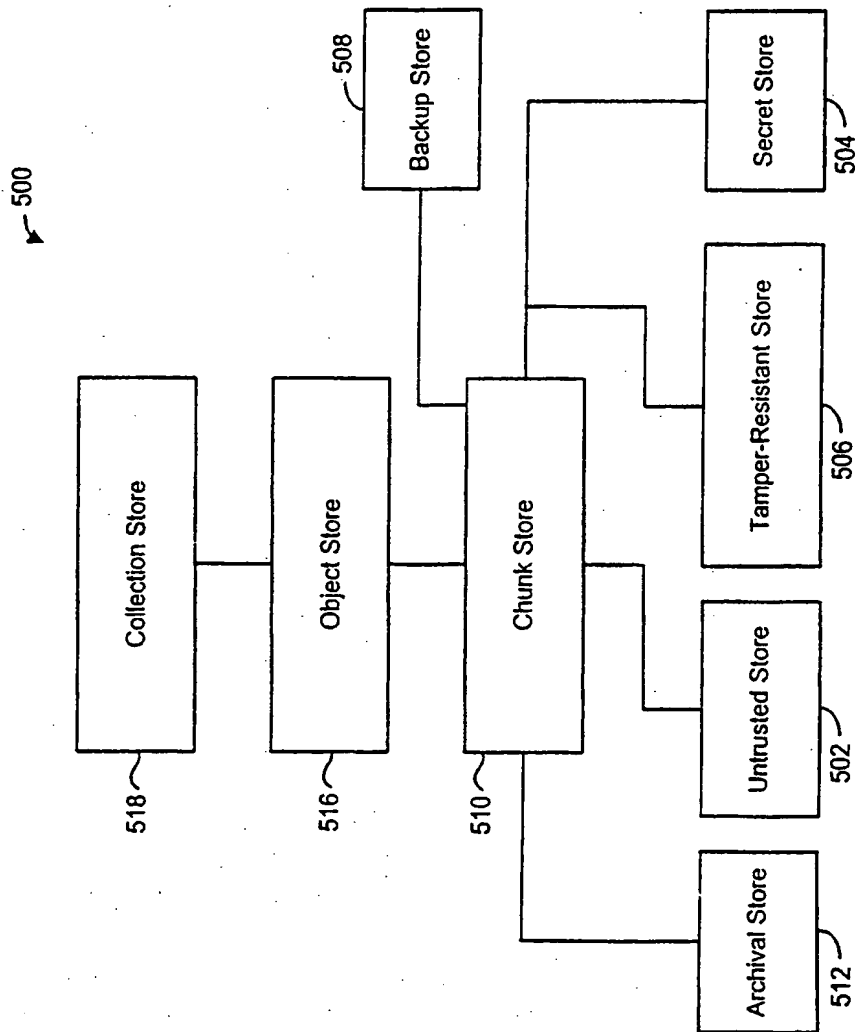 500
Collection Store
518
Object Store
516
Backup Store
508
Chunk Store
510
Archival Store
512
Untrusted Store
502
Tamper-Resistant Store
506
Secret Store
504